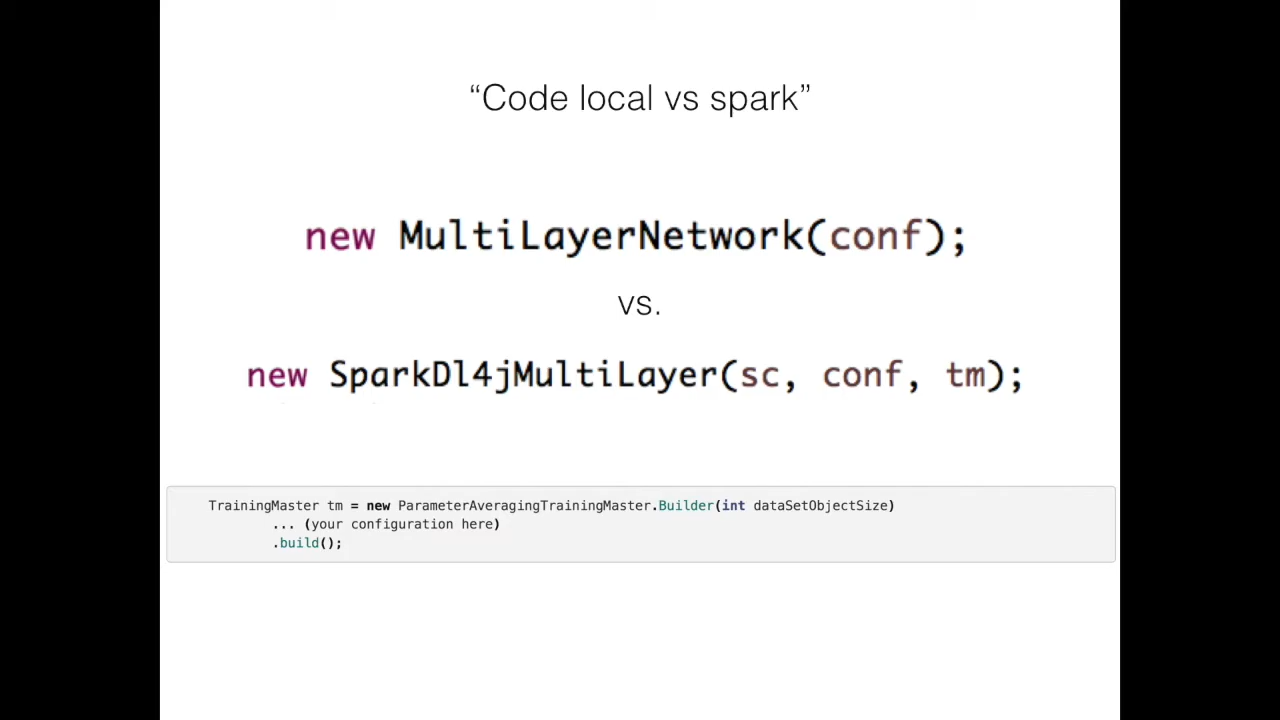 “Code local vs spark”
new MultiLayerNetwork(conf);
vs.
new SparkDl4jMultiLayer(sc, conf, tm);
TrainingMaster tm = new ParameterAveragingTrainingMaster.Builder(int dataSetObjectSize)
... (your configuration here)
.build();